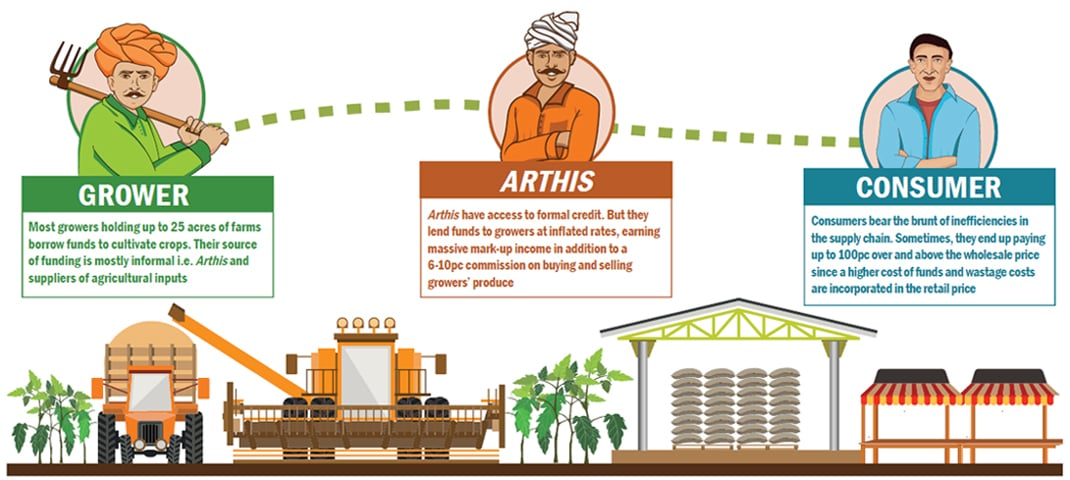 GROWER
Most growers holding up to 25 acres of farms
borrow funds to cultivate crops. Their source
of funding is mostly informal i.e. Arthis and
suppliers of agricultural inputs
ARTHIS
Arthis have access to formal credit. But they
lend funds to growers at inflated rates, earning
massive mark-up income in addition to a
6-10pc commission on buying and selling
growers' produce
CONSUMER
Consumers bear the brunt of inefficiencies in
the supply chain. Sometimes, they end up paying
up to 100pc over and above the wholesale price
since a higher cost of funds and wastage costs
are incorporated in the retail price